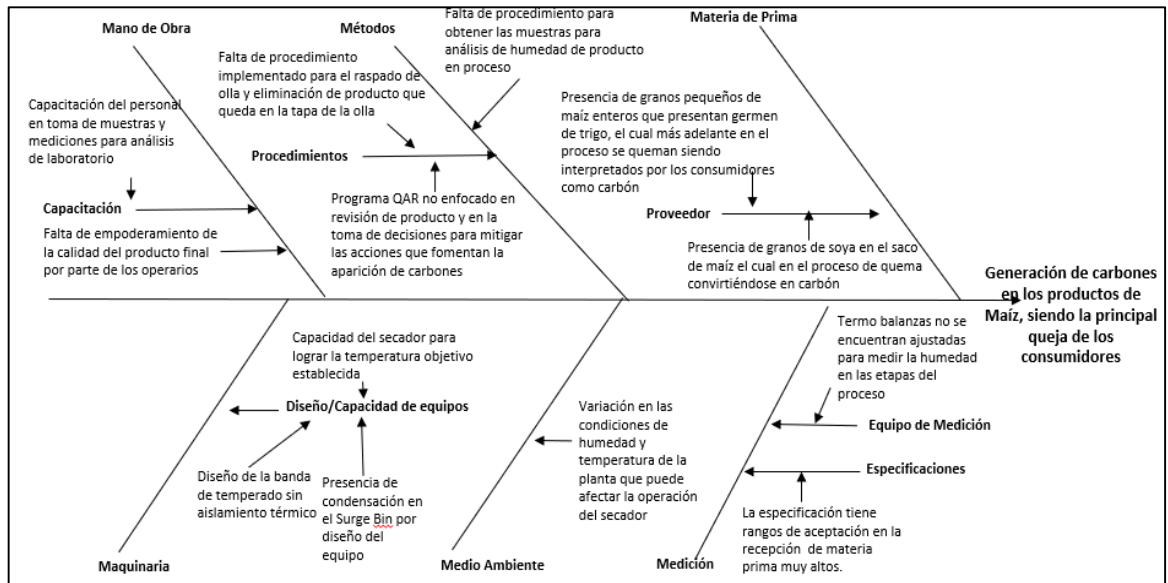 Mano de Obra
Métodos
Materia de Prima
Capacitación del personal
en toma de muestras y
mediciones para análisis
de laboratorio
Capacitación
Falta de empoderamiento de
la calidad del producto final
por parte de los operarios
Falta de procedimiento
implementado para el raspado de
olla y eliminación de producto que
queda en la tapa de la olla
Falta de procedimiento para
obtener las muestras para
análisis de humedad de producto
en proceso
Procedimientos
Programa QAR no enfocado en
revisión de producto y en la
toma de decisiones para mitigar
las acciones que fomentan la
aparición de carbones
Presencia de granos pequeños de
maíz enteros que presentan germen
de trigo, el cual más adelante en el
proceso se queman siendo
interpretados por los consumidores
como carbón
Proveedor
Presencia de granos de soya en el saco
de maíz el cual en el proceso de quema
convirtiéndose en carbón
Generación de carbones
en los productos de
Maíz, siendo la principal
queja de los
consumidores
Capacidad del secador para
lograr la temperatura objetivo
establecida
Diseño/Capacidad de equipos
Diseño de la banda
de temperado sin
aislamiento térmico
Presencia de
condensación en
el Surge Bin por
diseño del
equipo
Variación en las
condiciones de
humedad y
temperatura de la
planta que puede
afectar la operación
del secador
Termo balanzas no se
encuentran ajustadas
para medir la humedad
en las etapas del
proceso
Equipo de Medición
Especificaciones
La especificación tiene
rangos de aceptación en la
recepción de materia
prima muy altos.
Maquinaria
Medio Ambiente
Medición